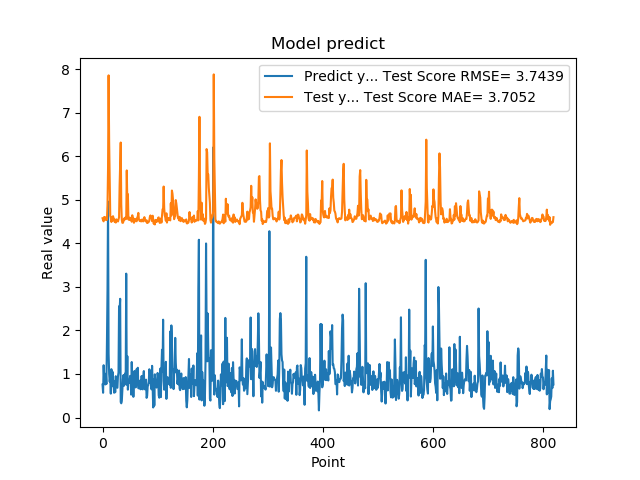 Model predict
Predict y... Test Score RMSE= 3.7439
Test y... Test Score MAE= 3.7052
Real value
8
7
6
5
4
3
2
1
0
0 200 400 600 800
Point